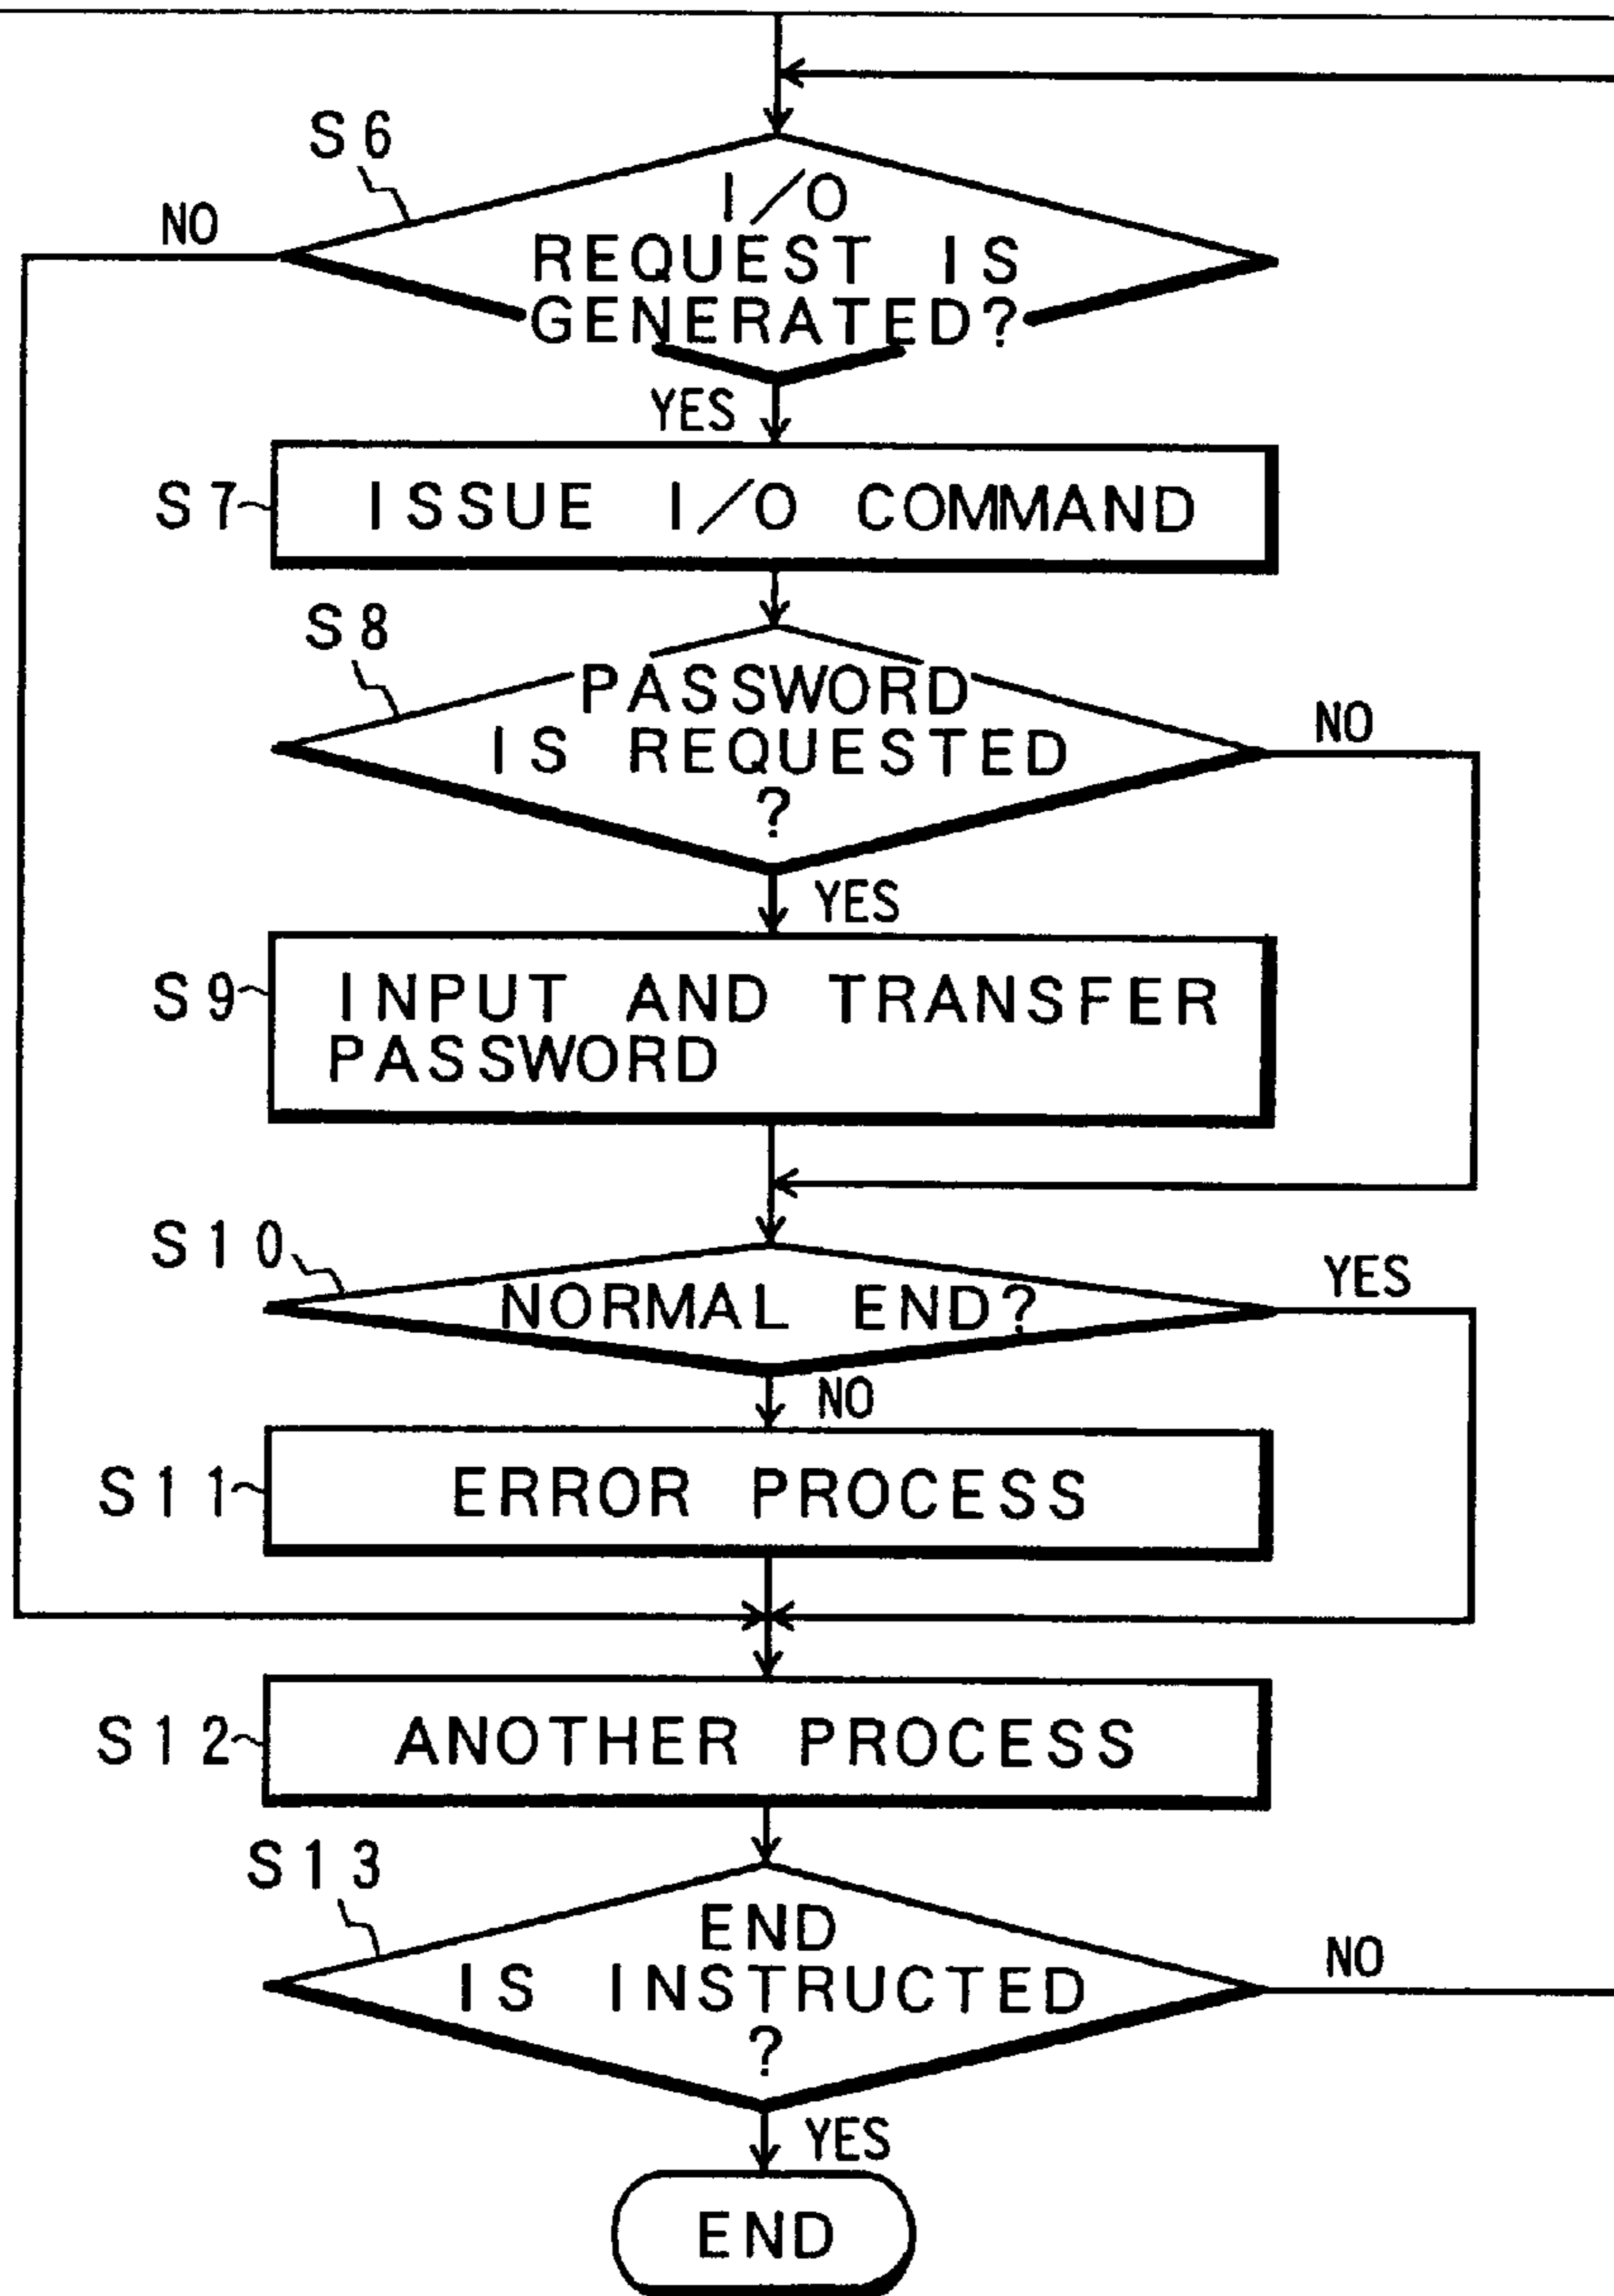 S6
NO
I/O
REQUEST IS
GENERATED?
YES
S7
ISSUE I/O COMMAND
S8
PASSWORD
IS REQUESTED
?
NO
YES
S9
INPUT AND TRANSFER
PASSWORD
S10
NORMAL END?
YES
NO
S11
ERROR PROCESS
S12
ANOTHER PROCESS
S13
END
IS INSTRUCTED
?
NO
YES
END